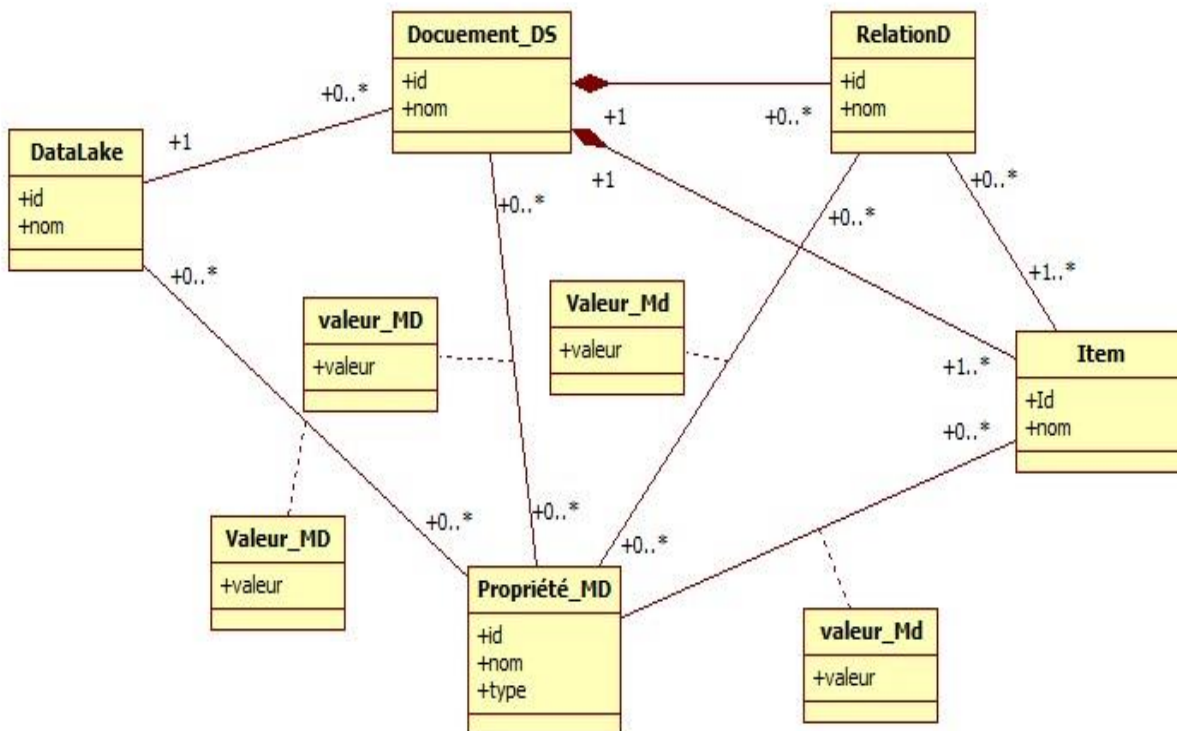 Docuement_DS
+id
+nom
RelationD
+id
+nom
+0..*
+1
+0..*
+1
+1
DataLake
+id
+nom
+0..*
+0..*
+0..*
+0..*
+1..*
valeur_MD
+valeur
Valeur_Md
+valeur
Item
+Id
+nom
+1..*
+0..*
Valeur_MD
+valeur
+0..*
+0..*
+0..*
Propriété_MD
+id
+nom
+type
valeur_Md
+valeur